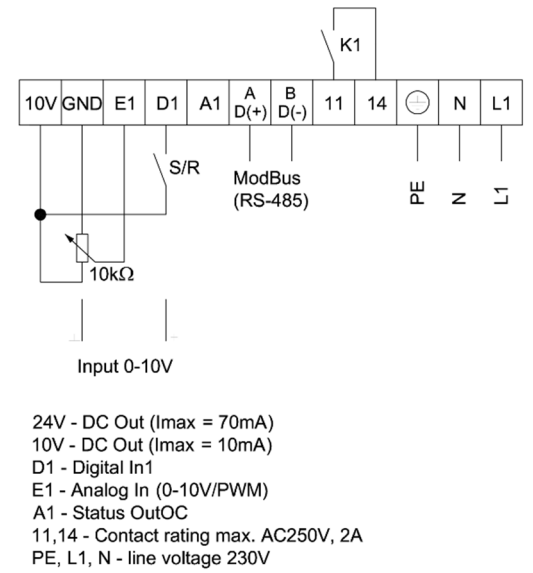 K1
10V GND E1 D1 A1 A D(+) B D(-) 11 14 N L1
S/R
ModBus
(RS-485)
PE N L1
10kΩ
Input 0-10V
24V - DC Out (Imax = 70mA)
10V - DC Out (Imax = 10mA)
D1 - Digital In1
E1 - Analog In (0-10V/PWM)
A1 - Status OutOC
11,14 - Contact rating max. AC250V, 2A
PE, L1, N - line voltage 230V